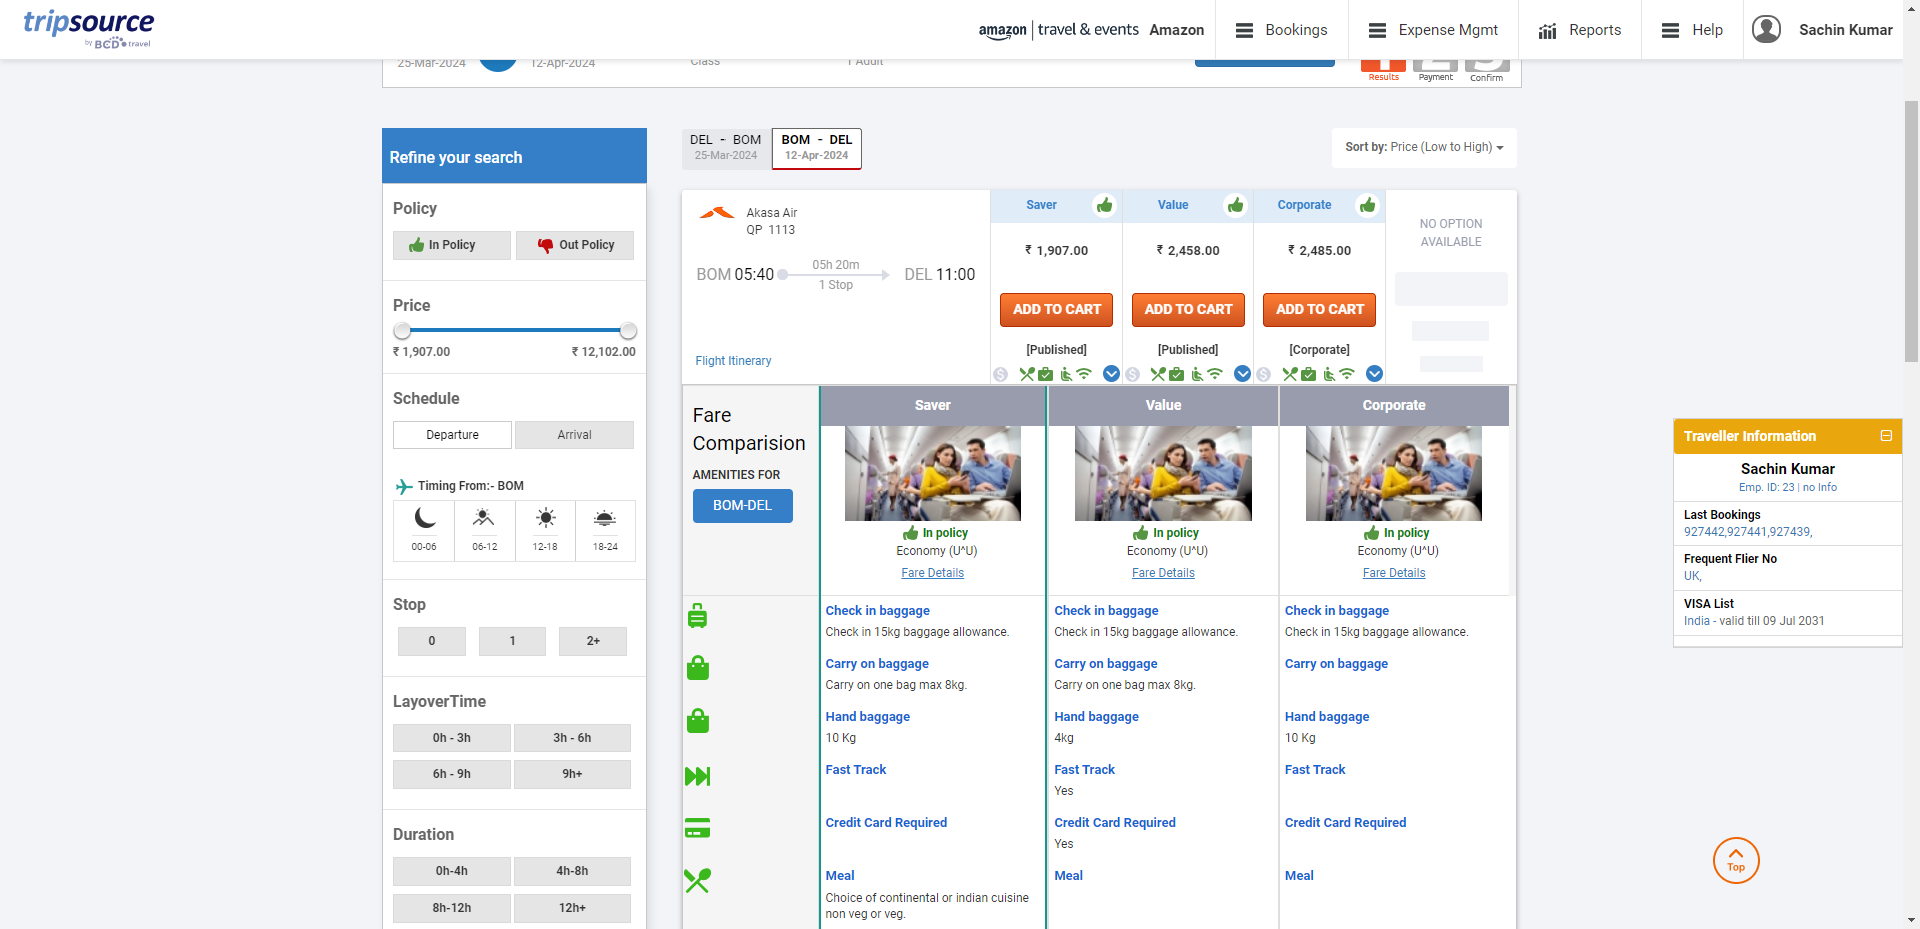 tripsource
by BCD travel
amazon | travel & events Amazon
Bookings
Expense Mgmt
Reports
Help
Sachin Kumar
25-Mar-2024
12-Apr-2024
Class
1 Adult
Results
Payment
Confirm
Refine your search
Policy
In Policy
Out Policy
Price
₹ 1,907.00
₹ 12,102.00
Schedule
Departure
Arrival
Timing From:- BOM
00-06
06-12
12-18
18-24
Stop
0
1
2+
LayoverTime
0h - 3h
3h - 6h
6h - 9h
9h+
Duration
0h-4h
4h-8h
8h-12h
12h+
DEL - BOM
25-Mar-2024
BOM - DEL
12-Apr-2024
Sort by: Price (Low to High)
Akasa Air
QP 1113
BOM 05:40
05h 20m
1 Stop
DEL 11:00
Flight Itinerary
Saver
₹ 1,907.00
ADD TO CART
[Published]
Value
₹ 2,458.00
ADD TO CART
[Published]
Corporate
₹ 2,485.00
ADD TO CART
[Corporate]
NO OPTION
AVAILABLE
Fare
Comparision
AMENITIES FOR
BOM-DEL
Saver
In policy
Economy (U^U)
Fare Details
Check in baggage
Check in 15kg baggage allowance.
Carry on baggage
Carry on one bag max 8kg.
Hand baggage
10 Kg
Fast Track
Credit Card Required
Meal
Choice of continental or indian cuisine
non veg or veg.
Value
In policy
Economy (U^U)
Fare Details
Check in baggage
Check in 15kg baggage allowance.
Carry on baggage
Carry on one bag max 8kg.
Hand baggage
4kg
Fast Track
Yes
Credit Card Required
Yes
Meal
Corporate
In policy
Economy (U^U)
Fare Details
Check in baggage
Check in 15kg baggage allowance.
Carry on baggage
Hand baggage
10 Kg
Fast Track
Credit Card Required
Meal
Traveller Information
Sachin Kumar
Emp. ID: 23 | no Info
Last Bookings
927442,927441,927439,
Frequent Flier No
UK,
VISA List
India - valid till 09 Jul 2031
Top